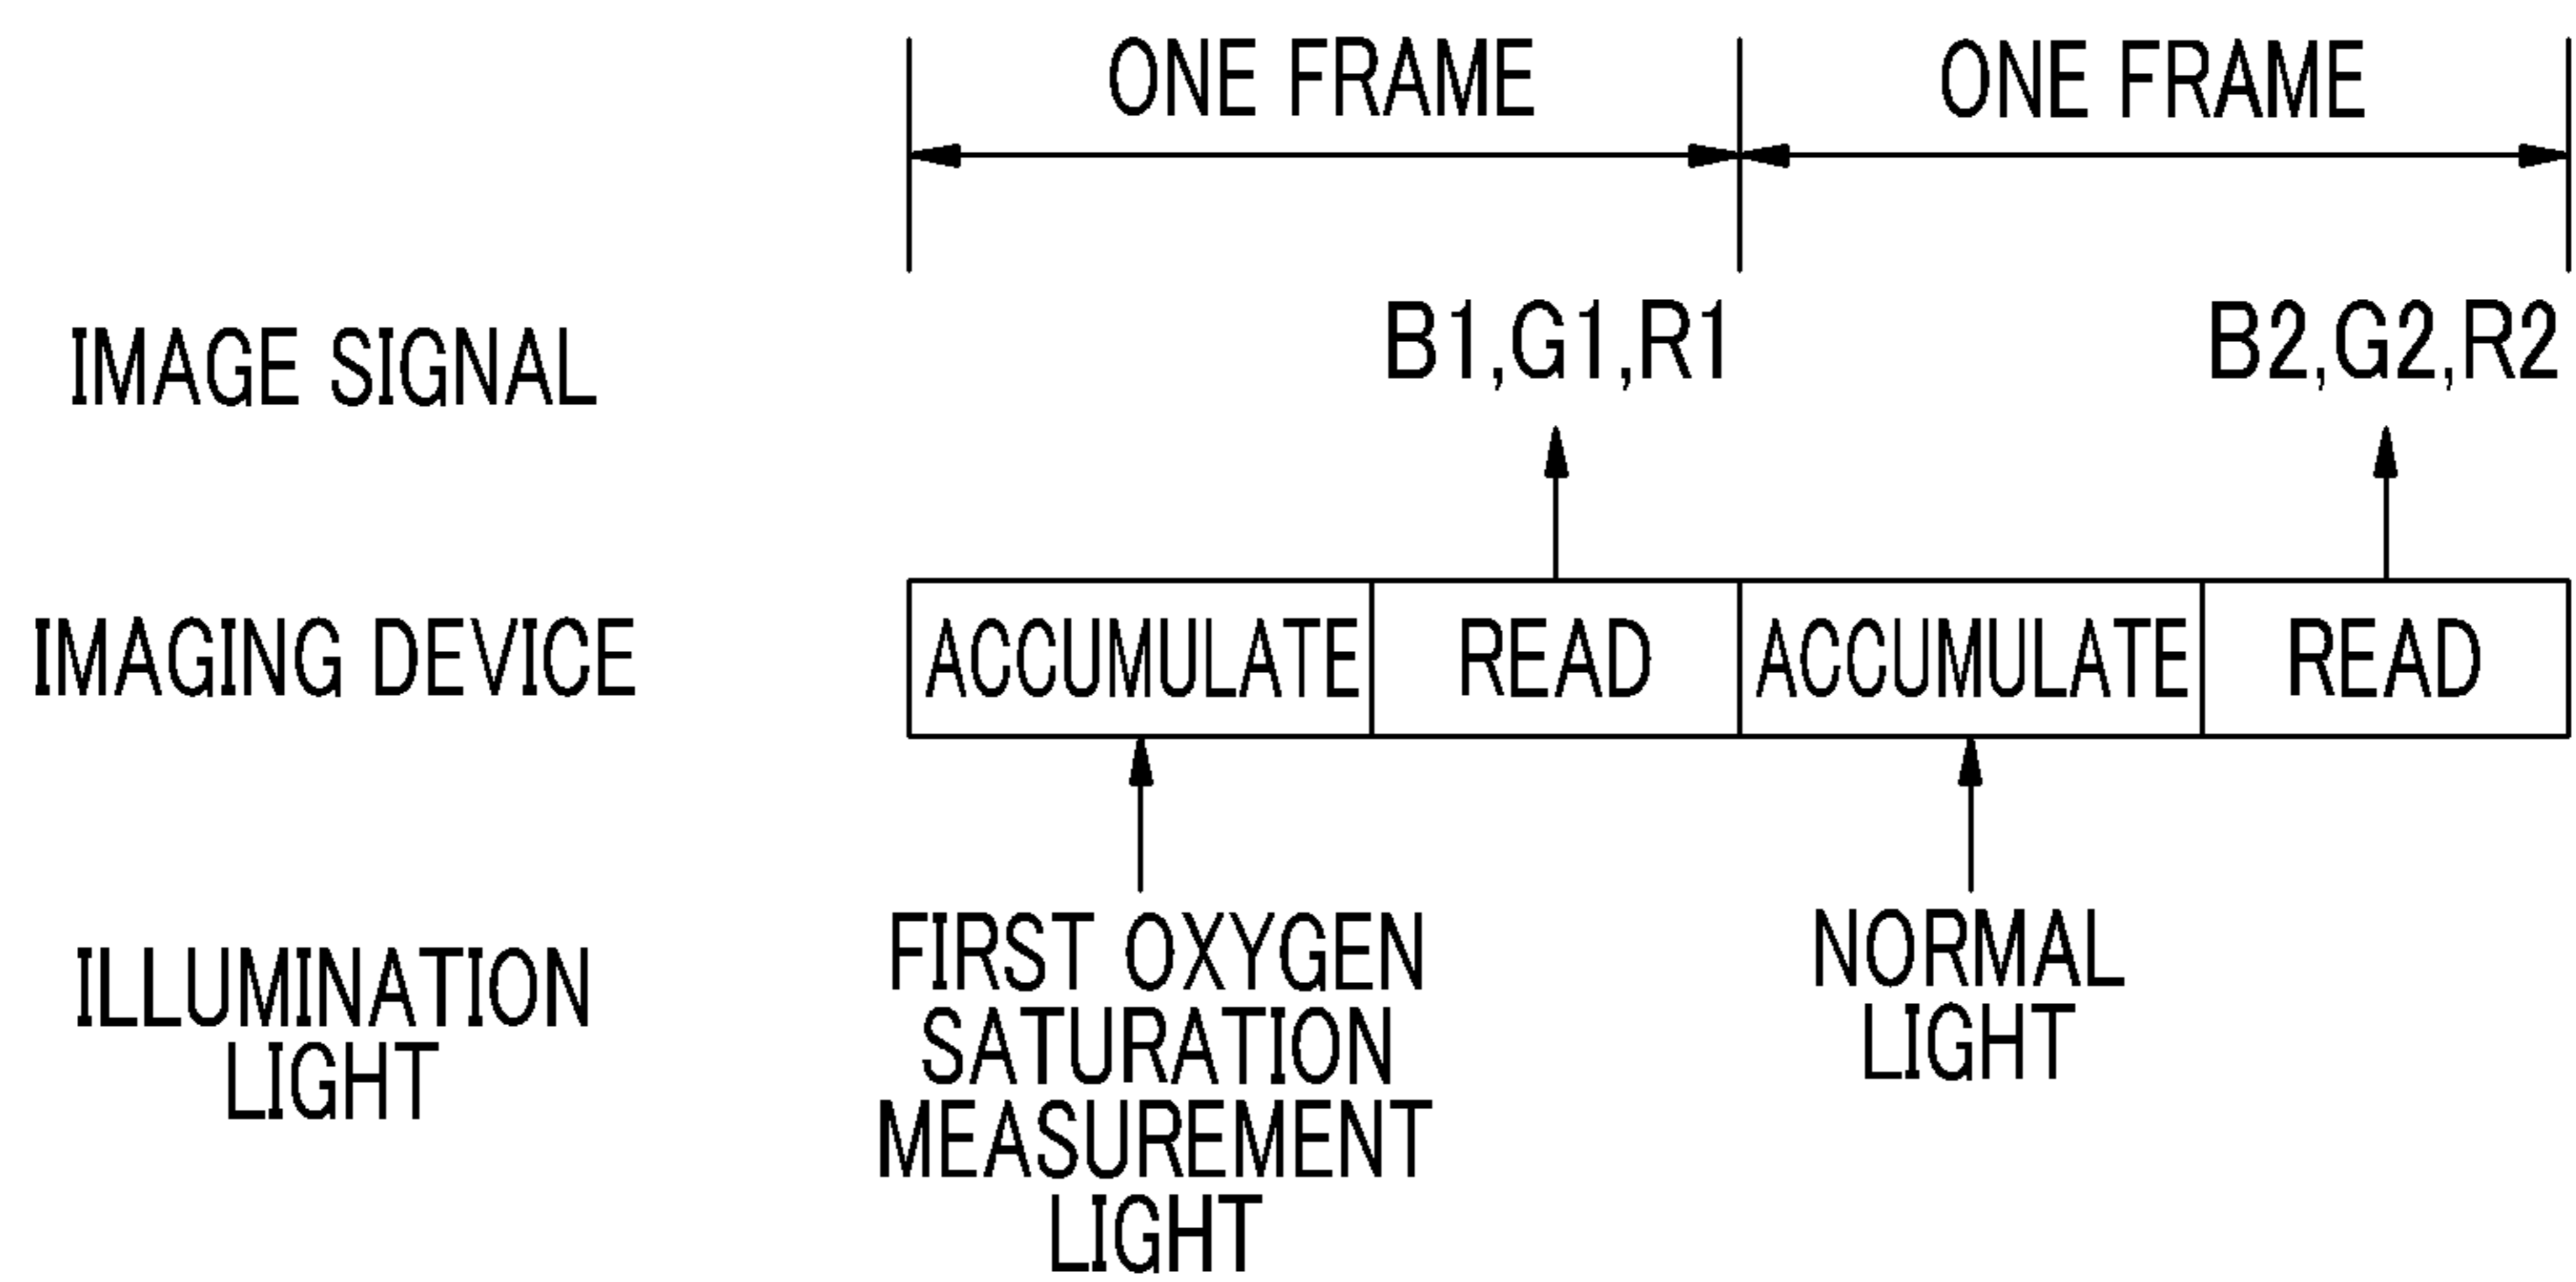 ONE FRAME ONE FRAME
IMAGE SIGNAL B1,G1,R1 B2,G2,R2
IMAGING DEVICE ACCUMULATE READ ACCUMULATE READ
ILLUMINATION
LIGHT
FIRST OXYGEN
SATURATION
MEASUREMENT
LIGHT
NORMAL
LIGHT